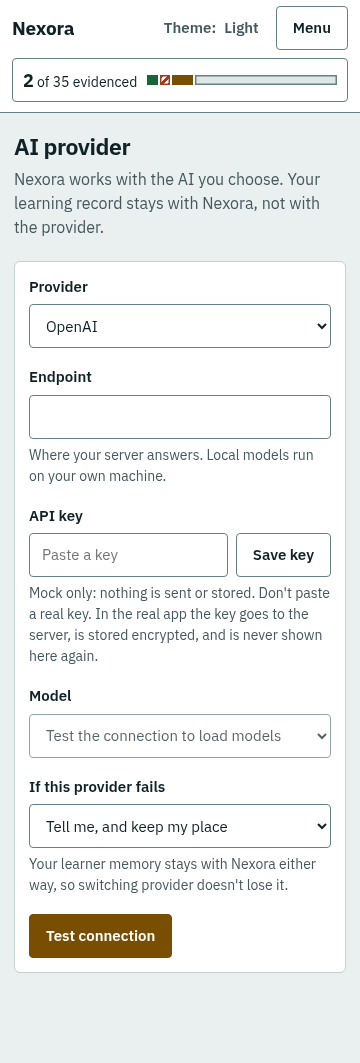 Nexora
Theme: Light
Menu
2 of 35 evidenced
AI provider
Nexora works with the AI you choose. Your
learning record stays with Nexora, not with
the provider.
Provider
OpenAI
Endpoint
Where your server answers. Local models run
on your own machine.
API key
Paste a key
Save key
Mock only: nothing is sent or stored. Don't paste
a real key. In the real app the key goes to the
server, is stored encrypted, and is never shown
here again.
Model
Test the connection to load models
If this provider fails
Tell me, and keep my place
Your learner memory stays with Nexora either
way, so switching provider doesn't lose it.
Test connection